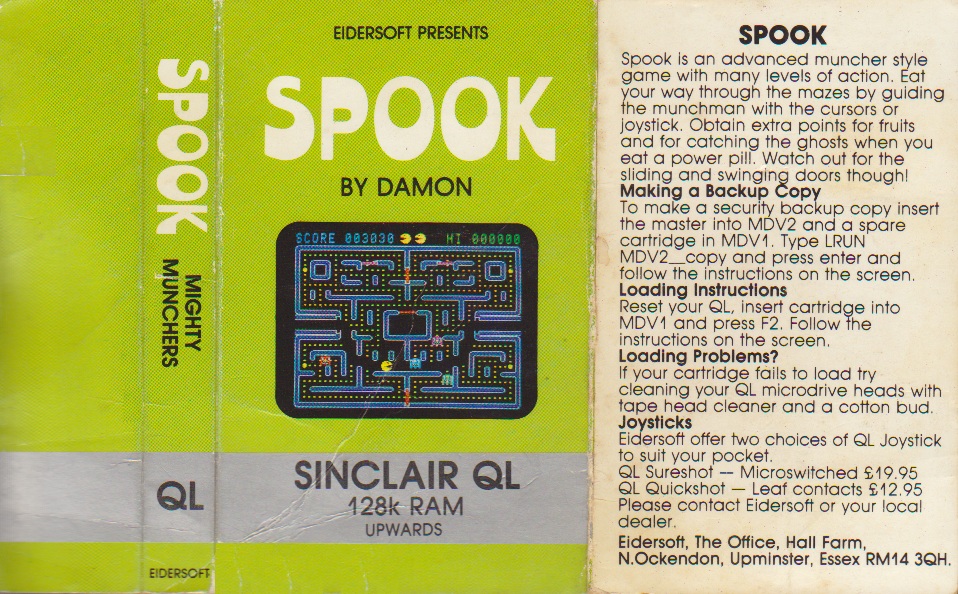 SPOOK
MIGHTY
MUNCHERS
QL
EIDERSOFT
EIDERSOFT PRESENTS
SPOOK
BY DAMON
SCORE 003030 HI 000000
SINCLAIR QL
128k RAM
UPWARDS
SPOOK
Spook is an advanced muncher style
game with many levels of action. Eat
your way through the mazes by guiding
the munchman with the cursors or
joystick. Obtain extra points for fruits
and for catching the ghosts when you
eat a power pill. Watch out for the
sliding and swinging doors though!
Making a Backup Copy
To make a security backup copy insert
the master into MDV2 and a spare
cartridge in MDV1. Type LRUN
MDV2__copy and press enter and
follow the instructions on the screen.
Loading Instructions
Reset your QL, insert cartridge into
MDV1 and press F2. Follow the
instructions on the screen.
Loading Problems?
If your cartridge fails to load try
cleaning your QL microdrive heads with
tape head cleaner and a cotton bud.
Joysticks
Eidersoft offer two choices of QL Joystick
to suit your pocket.
QL Sureshot — Microswitched £19.95
QL Quickshot — Leaf contacts £12.95
Please contact Eidersoft or your local
dealer.
Eidersoft, The Office, Hall Farm,
N.Ockendon, Upminster, Essex RM14 3QH.